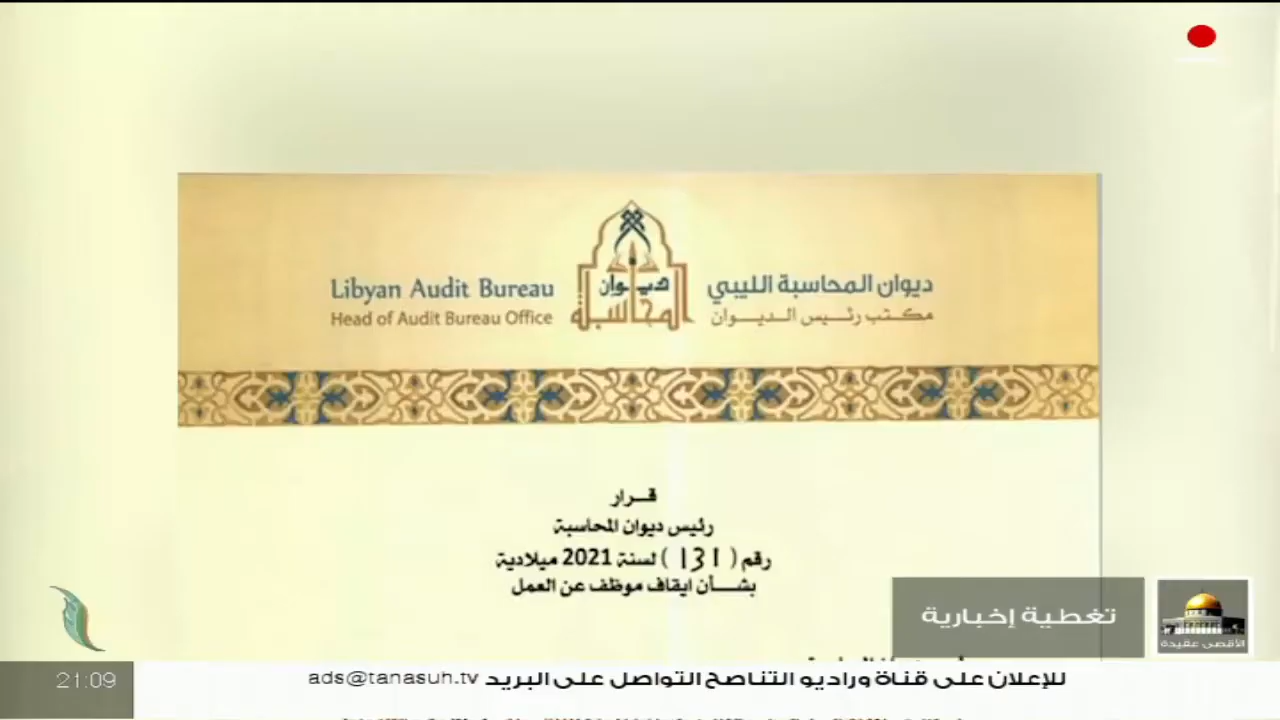 ديوان المحاسبة الليبي
Libyan Audit Bureau
مكتب رئيس الديوان
Head of Audit Bureau Office
ديوان
المحاسبة
قرار
رئيس ديوان المحاسبة
رقم ( 131 ) لسنة 2021 ميلادية
بشأن ايقاف موظف عن العمل
تغطية إخبارية
الأقصى عقيدة
21:09
للإعلان على قناة وراديو التناصح التواصل على البريد ads@tanasuh.tv